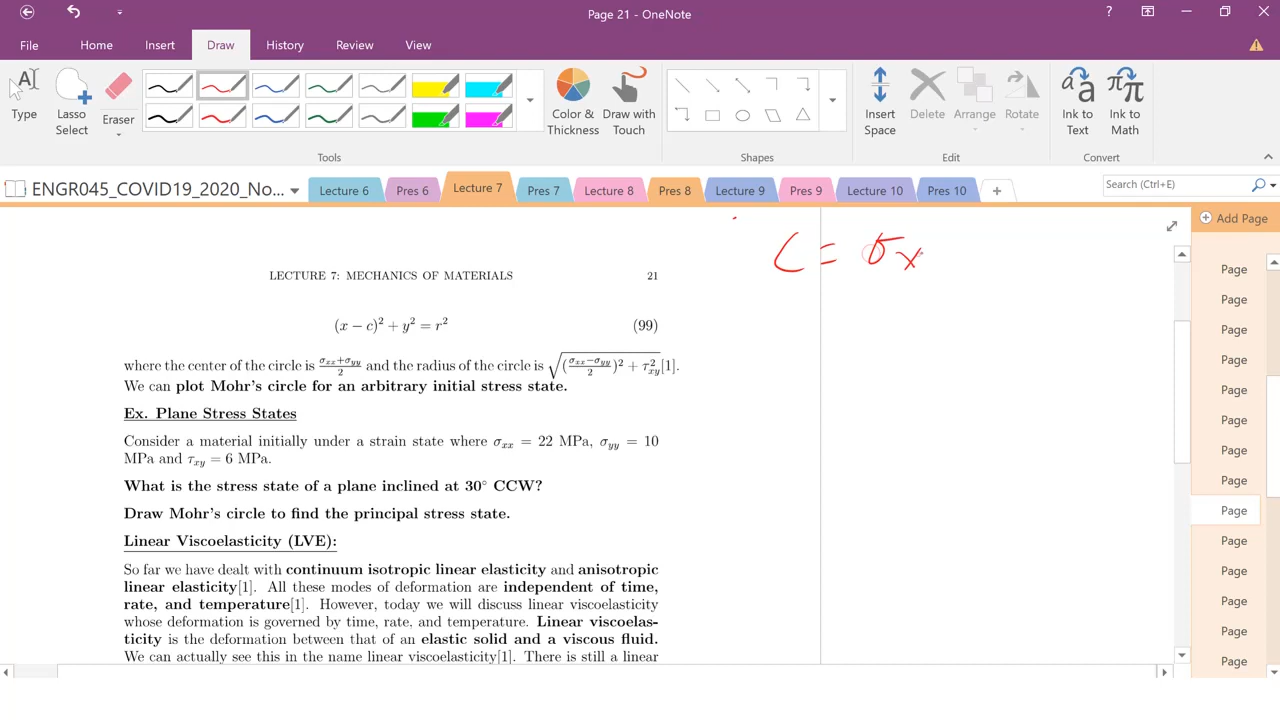 Page 21 - OneNote
File Home Insert Draw History Review View
Type Lasso Select Eraser Color & Thickness Draw with Touch Insert Space Delete Arrange Rotate Ink to Text Ink to Math
Tools Shapes Edit Convert
ENGR045_COVID19_2020_No... Lecture 6 Pres 6 Lecture 7 Pres 7 Lecture 8 Pres 8 Lecture 9 Pres 9 Lecture 10 Pres 10 + Search (Ctrl+E)
Add Page
C = σx
LECTURE 7: MECHANICS OF MATERIALS 21
(x − c)² + y² = r² (99)
where the center of the circle is (σxx+σyy)/2 and the radius of the circle is √((σxx−σyy)/2)² + τ²xy[1].
We can plot Mohr's circle for an arbitrary initial stress state.
Ex. Plane Stress States
Consider a material initially under a strain state where σxx = 22 MPa, σyy = 10
MPa and τxy = 6 MPa.
What is the stress state of a plane inclined at 30° CCW?
Draw Mohr's circle to find the principal stress state.
Linear Viscoelasticity (LVE):
So far we have dealt with continuum isotropic linear elasticity and anisotropic
linear elasticity[1]. All these modes of deformation are independent of time,
rate, and temperature[1]. However, today we will discuss linear viscoelasticity
whose deformation is governed by time, rate, and temperature. Linear viscoelas-
ticity is the deformation between that of an elastic solid and a viscous fluid.
We can actually see this in the name linear viscoelasticity[1]. There is still a linear
Page
Page
Page
Page
Page
Page
Page
Page
Page
Page
Page
Page
Page
Page